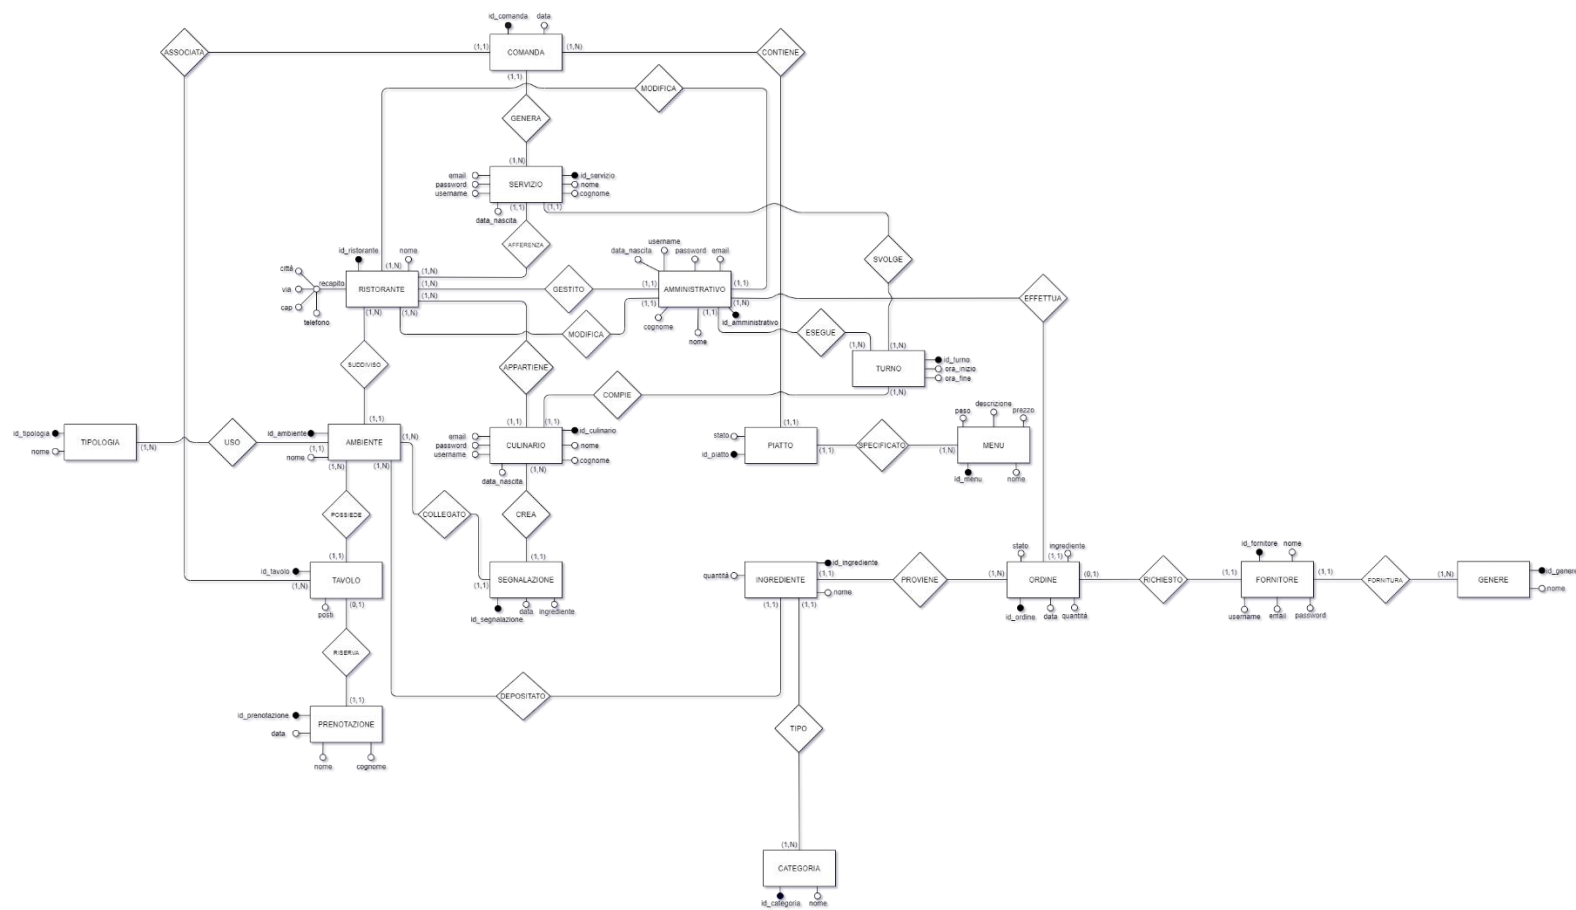 id_comanda data
ASSOCIATA (1,1) COMANDA (1,N) CONTIENE
(1,1)
MODIFICA
GENERA
(1,N)
email id_servizio
password SERVIZIO nome
username cognome
data_nascita (1,1) (1,1)
username
id_ristorante nome AFFERENZA data_nascita password email SVOLGE
città (1,N) (1,N)
recapito
via RISTORANTE (1,N) GESTITO (1,1) AMMINISTRATIVO (1,1) EFFETTUA
cap (1,N) (1,1) (1,N)
telefono (1,N) (1,N) cognome (1,1) id_amministrativo
MODIFICA nome ESEGUE
(1,N) (1,N)
SUDDIVISO APPARTIENE TURNO id_turno
ora_inizio
ora_fine
COMPIE (1,N)
(1,1) (1,1) (1,1) (1,1) peso descrizione prezzo
id_tipologia TIPOLOGIA (1,N) USO id_ambiente AMBIENTE (1,N) email CULINARIO id_culinario stato PIATTO SPECIFICATO MENU
nome (1,1) password nome id_piatto (1,1) (1,N)
nome (1,N) (1,N) username cognome
data_nascita (1,N) id_menu nome
POSSIEDE COLLEGATO CREA
(1,1) (1,1) stato ingrediente (1,1) id_fornitore nome
id_tavolo TAVOLO (1,1) SEGNALAZIONE quantità INGREDIENTE id_ingrediente (1,1) PROVIENE (1,N) ORDINE (0,1) RICHIESTO (1,1) FORNITORE (1,1) FORNITURA (1,N) GENERE id_genere
(1,N) nome nome
posti (0,1) id_segnalazione data ingrediente (1,1) (1,1) id_ordine data quantità username email password
RISERVA
(1,1) DEPOSITATO
id_prenotazione PRENOTAZIONE
data TIPO
nome cognome
(1,N)
CATEGORIA
id_categoria nome